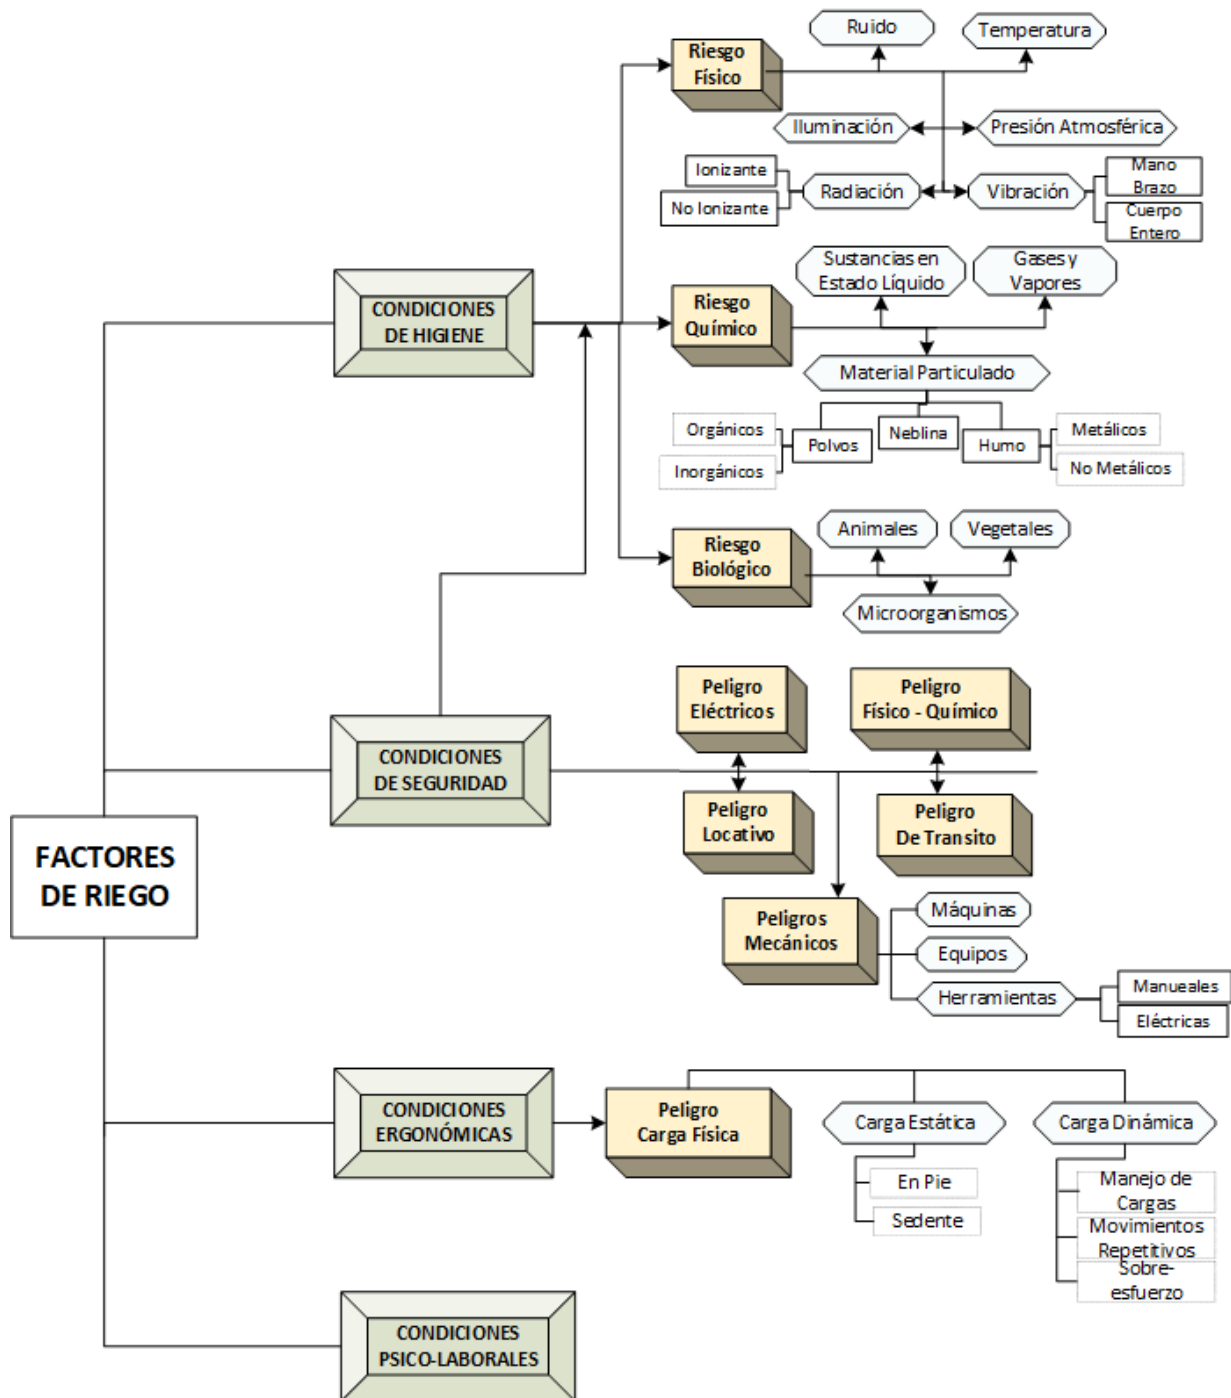 Ruido
Temperatura
Riesgo
Físico
Iluminación
Presión Atmosférica
Ionizante
No Ionizante
Radiación
Vibración
Mano
Brazo
Cuerpo
Entero
Sustancias en
Estado Líquido
Gases y
Vapores
CONDICIONES
DE HIGIENE
Riesgo
Químico
Material Particulado
Orgánicos
Inorgánicos
Polvos
Neblina
Humo
Metálicos
No Metálicos
Animales
Vegetales
Riesgo
Biológico
Microorganismos
Peligro
Eléctricos
Peligro
Físico - Químico
CONDICIONES
DE SEGURIDAD
Peligro
Locativo
Peligro
De Transito
FACTORES
DE RIEGO
Peligros
Mecánicos
Máquinas
Equipos
Herramientas
Manueales
Eléctricas
CONDICIONES
ERGONÓMICAS
Peligro
Carga Física
Carga Estática
Carga Dinámica
En Pie
Sedente
Manejo de
Cargas
Movimientos
Repetitivos
Sobre-
esfuerzo
CONDICIONES
PSICO-LABORALES